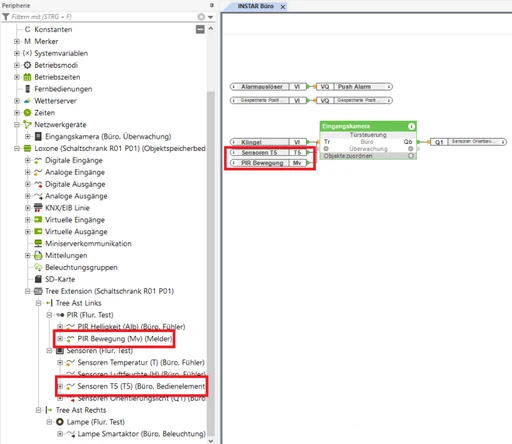 Peripherie
INSTAR Büro
Filtern mit (STRG + F)
Konstanten
Merker
Systemvariablen
Betriebsmodi
Betriebszeiten
Fernbedienungen
Wetterserver
Zeiten
Netzwerkgeräte
Eingangskamera (Büro, Überwachung)
Loxone (Schaltschrank R01 P01) (Objektspeicherbed
Digitale Eingänge
Analoge Eingänge
Digitale Ausgänge
Analoge Ausgänge
KNX/EIB Linie
Virtuelle Eingänge
Virtuelle Ausgänge
Miniserverkommunikation
Mitteilungen
Beleuchtungsgruppen
SD-Karte
Tree Extension (Schaltschrank R01 P01)
Tree Ast Links
PIR (Flur, Test)
PIR Helligkeit (Alb) (Büro, Fühler)
PIR Bewegung (Mv) (Melder)
Sensoren (Flur, Test)
Sensoren Temperatur (T) (Büro, Fühler)
Sensoren Luftfeuchte (H) (Büro, Fühler)
Sensoren T5 (T5) (Büro, Bedienelement
Sensoren Orientierungslicht (Q1) (Büro
Tree Ast Rechts
Lampe (Flur, Test)
Lampe Smartaktor (Büro, Beleuchtung)
Alarmauslöser VI VQ Push Alarm
Gespeicherte Positi... VI VQ Gespeicherte Positi...
Eingangskamera
Türsteuerung
Klingel VI Tr Büro Qb Q1 Sensoren Orientier...
Sensoren T5 T5 Überwachung
PIR Bewegung Mv Objekte zuordnen